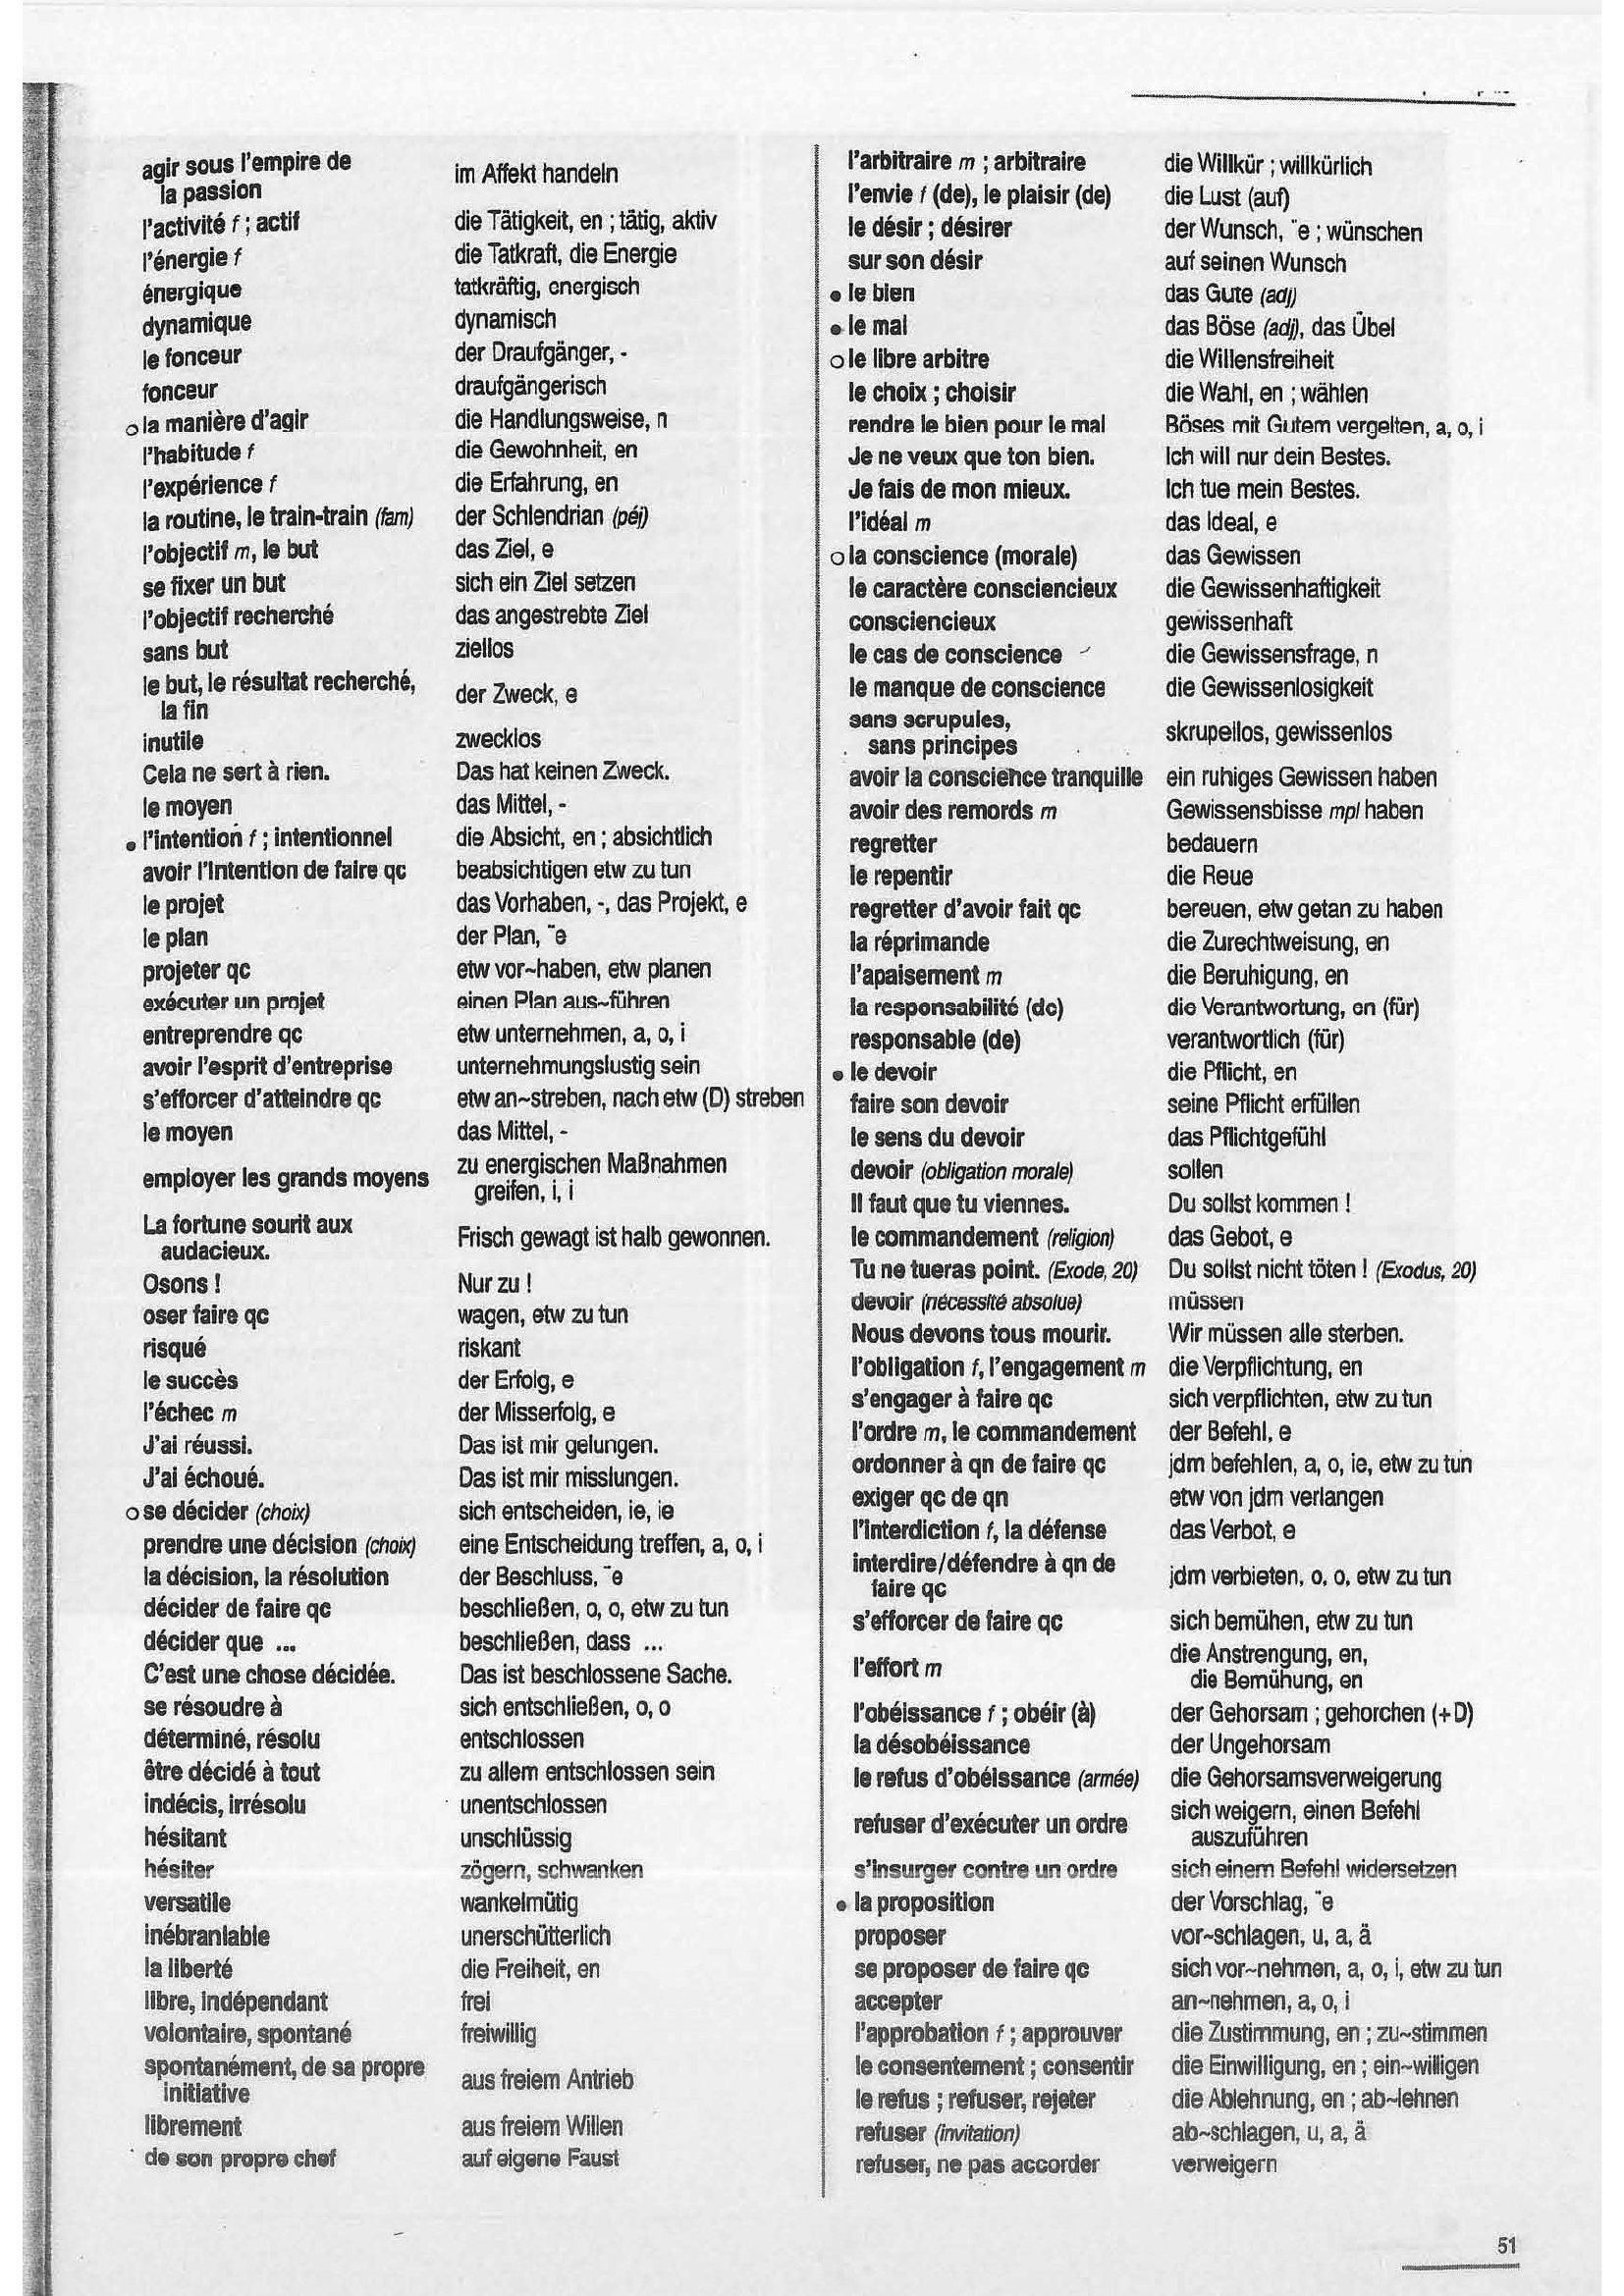 agir sous l'empire de
la passion im Affekt handeln
l'activité f ; actif die Tätigkeit, en ; tätig, aktiv
l'énergie f die Tatkraft, die Energie
énergique tatkräftig, energisch
dynamique dynamisch
le fonceur der Draufgänger, -
fonceur draufgängerisch
o la manière d'agir die Handlungsweise, n
l'habitude f die Gewohnheit, en
l'expérience f die Erfahrung, en
la routine, le train-train (fam) der Schlendrian (péj)
l'objectif m, le but das Ziel, e
se fixer un but sich ein Ziel setzen
l'objectif recherché das angestrebte Ziel
sans but ziellos
le but, le résultat recherché,
la fin der Zweck, e
inutile zwecklos
Cela ne sert à rien. Das hat keinen Zweck.
le moyen das Mittel, -
• l'intention f ; intentionnel die Absicht, en ; absichtlich
avoir l'intention de faire qc beabsichtigen etw zu tun
le projet das Vorhaben, -, das Projekt, e
le plan der Plan, ¨e
projeter qc etw vor~haben, etw planen
exécuter un projet einen Plan aus~führen
entreprendre qc etw unternehmen, a, o, i
avoir l'esprit d'entreprise unternehmungslustig sein
s'efforcer d'atteindre qc etw an~streben, nach etw (D) streben
le moyen das Mittel, -
employer les grands moyens zu energischen Maßnahmen
greifen, i, i
La fortune sourit aux
audacieux. Frisch gewagt ist halb gewonnen.
Osons ! Nur zu !
oser faire qc wagen, etw zu tun
risqué riskant
le succès der Erfolg, e
l'échec m der Misserfolg, e
J'ai réussi. Das ist mir gelungen.
J'ai échoué. Das ist mir misslungen.
o se décider (choix) sich entscheiden, ie, ie
prendre une décision (choix) eine Entscheidung treffen, a, o, i
la décision, la résolution der Beschluss, ¨e
décider de faire qc beschließen, o, o, etw zu tun
décider que ... beschließen, dass ...
C'est une chose décidée. Das ist beschlossene Sache.
se résoudre à sich entschließen, o, o
déterminé, résolu entschlossen
être décidé à tout zu allem entschlossen sein
indécis, irrésolu unentschlossen
hésitant unschlüssig
hésiter zögern, schwanken
versatile wankelmütig
inébranlable unerschütterlich
la liberté die Freiheit, en
libre, indépendant frei
volontaire, spontané freiwillig
spontanément, de sa propre
initiative aus freiem Antrieb
librement aus freiem Willen
de son propre chef auf eigene Faust
l'arbitraire m ; arbitraire die Willkür ; willkürlich
l'envie f (de), le plaisir (de) die Lust (auf)
le désir ; désirer der Wunsch, ¨e ; wünschen
sur son désir auf seinen Wunsch
• le bien das Gute (adj)
• le mal das Böse (adj), das Übel
o le libre arbitre die Willensfreiheit
le choix ; choisir die Wahl, en ; wählen
rendre le bien pour le mal Böses mit Gutem vergelten, a, o, i
Je ne veux que ton bien. Ich will nur dein Bestes.
Je fais de mon mieux. Ich tue mein Bestes.
l'idéal m das Ideal, e
o la conscience (morale) das Gewissen
le caractère consciencieux die Gewissenhaftigkeit
consciencieux gewissenhaft
le cas de conscience die Gewissensfrage, n
le manque de conscience die Gewissenlosigkeit
sans scrupules,
sans principes skrupellos, gewissenlos
avoir la conscience tranquille ein ruhiges Gewissen haben
avoir des remords m Gewissensbisse mpl haben
regretter bedauern
le repentir die Reue
regretter d'avoir fait qc bereuen, etw getan zu haben
la réprimande die Zurechtweisung, en
l'apaisement m die Beruhigung, en
la responsabilité (de) die Verantwortung, en (für)
responsable (de) verantwortlich (für)
• le devoir die Pflicht, en
faire son devoir seine Pflicht erfüllen
le sens du devoir das Pflichtgefühl
devoir (obligation morale) sollen
Il faut que tu viennes. Du sollst kommen !
le commandement (religion) das Gebot, e
Tu ne tueras point. (Exode, 20) Du sollst nicht töten ! (Exodus, 20)
devoir (nécessité absolue) müssen
Nous devons tous mourir. Wir müssen alle sterben.
l'obligation f, l'engagement m die Verpflichtung, en
s'engager à faire qc sich verpflichten, etw zu tun
l'ordre m, le commandement der Befehl, e
ordonner à qn de faire qc jdm befehlen, a, o, ie, etw zu tun
exiger qc de qn etw von jdm verlangen
l'interdiction f, la défense das Verbot, e
interdire/défendre à qn de
faire qc jdm verbieten, o, o, etw zu tun
s'efforcer de faire qc sich bemühen, etw zu tun
l'effort m die Anstrengung, en,
die Bemühung, en
l'obéissance f ; obéir (à) der Gehorsam ; gehorchen (+D)
la désobéissance der Ungehorsam
le refus d'obéissance (armée) die Gehorsamsverweigerung
refuser d'exécuter un ordre sich weigern, einen Befehl
auszuführen
s'insurger contre un ordre sich einem Befehl widersetzen
• la proposition der Vorschlag, ¨e
proposer vor~schlagen, u, a, ä
se proposer de faire qc sich vor~nehmen, a, o, i, etw zu tun
accepter an~nehmen, a, o, i
l'approbation f ; approuver die Zustimmung, en ; zu~stimmen
le consentement ; consentir die Einwilligung, en ; ein~willigen
le refus ; refuser, rejeter die Ablehnung, en ; ab~lehnen
refuser (invitation) ab~schlagen, u, a, ä
refuser, ne pas accorder verweigern
51